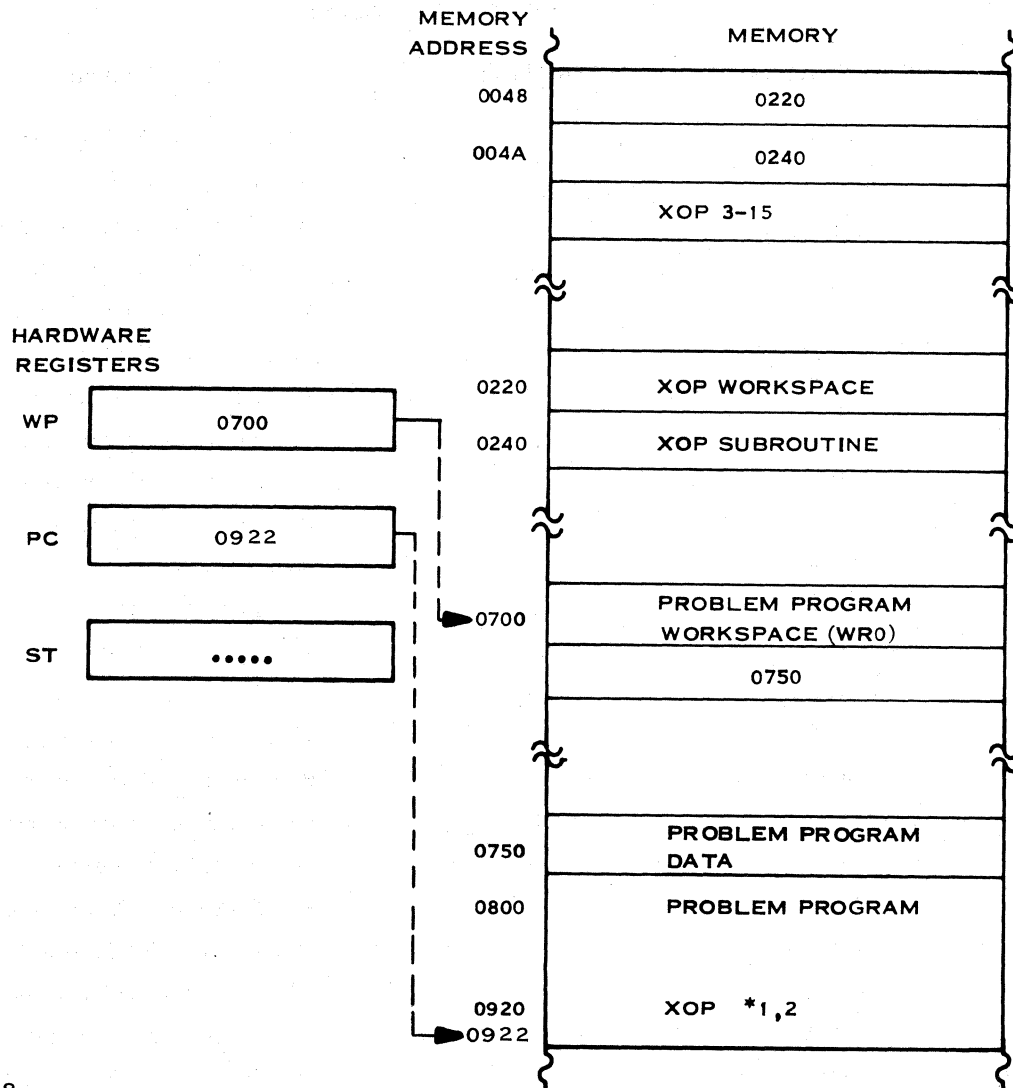 MEMORY
ADDRESS
MEMORY
0048
0220
004A
0240
XOP 3-15
HARDWARE
REGISTERS
0220
XOP WORKSPACE
WP
0700
0240
XOP SUBROUTINE
PC
0922
0700
PROBLEM PROGRAM
WORKSPACE (WR0)
ST
•••••
0750
0750
PROBLEM PROGRAM
DATA
0800
PROBLEM PROGRAM
0920
XOP *1,2
0922